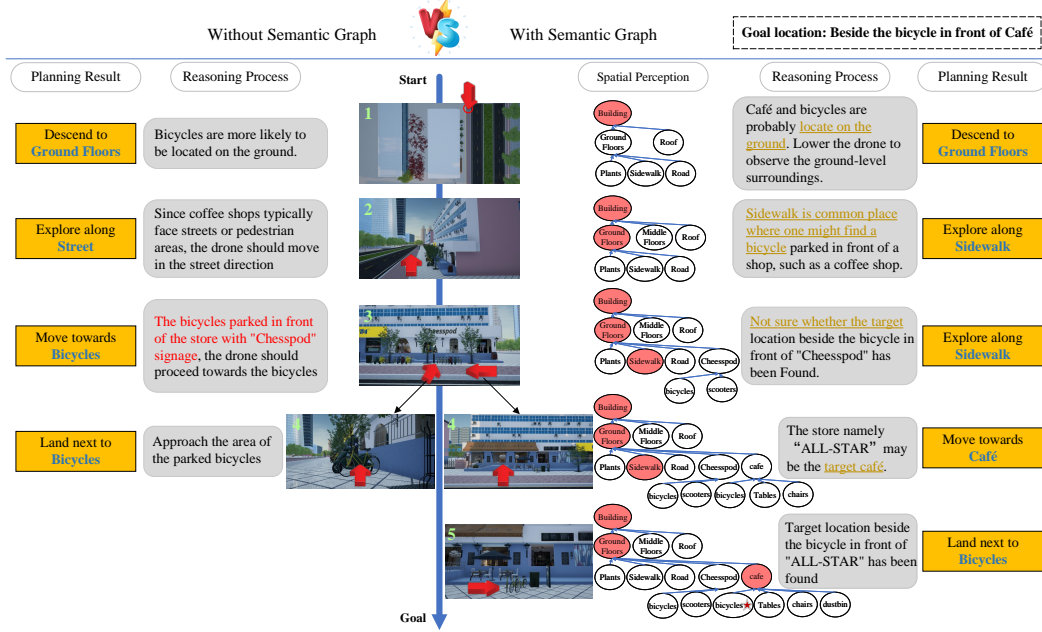 Without Semantic Graph
VS
With Semantic Graph
Goal location: Beside the bicycle in front of Café
Planning Result
Reasoning Process
Start
Spatial Perception
Reasoning Process
Planning Result
Descend to
Ground Floors
Bicycles are more likely to
be located on the ground.
1
Building
Ground
Floors
Roof
Plants
Sidewalk
Road
Café and bicycles are
probably locate on the
ground. Lower the drone to
observe the ground-level
surroundings.
Descend to
Ground Floors
Explore along
Street
Since coffee shops typically
face streets or pedestrian
areas, the drone should move
in the street direction
2
Building
Ground
Floors
Middle
Floors
Roof
Plants
Sidewalk
Road
Sidewalk is common place
where one might find a
bicycle parked in front of a
shop, such as a coffee shop.
Explore along
Sidewalk
Move towards
Bicycles
The bicycles parked in front
of the store with "Chesspod"
signage, the drone should
proceed towards the bicycles
3
Cheesspod
Building
Ground
Floors
Middle
Floors
Roof
Plants
Sidewalk
Road
Cheesspod
bicycles
scooters
Not sure whether the target
location beside the bicycle in
front of "Cheespod" has
been Found.
Explore along
Sidewalk
Land next to
Bicycles
Approach the area of
the parked bicycles
4
4
Building
Ground
Floors
Middle
Floors
Roof
Plants
Sidewalk
Road
Cheesspod
cafe
bicycles
scooters
bicycles
Tables
chairs
The store namely
“ALL-STAR” may
be the target café.
Move towards
Café
5
Building
Ground
Floors
Middle
Floors
Roof
Plants
Sidewalk
Road
Cheesspod
cafe
bicycles
scooters
bicycles
Tables
chairs
dustbin
Target location beside
the bicycle in front of
"ALL-STAR" has been
found
Land next to
Bicycles
Goal